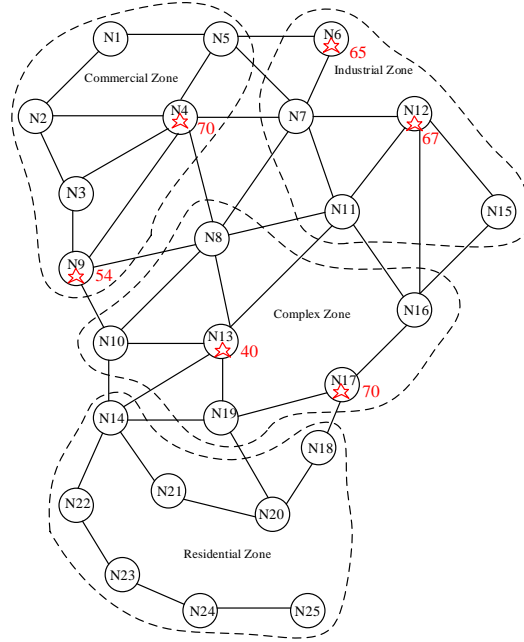 N1
N5
N6
65
Commercial Zone
Industrial Zone
N2
N4
70
N7
N12
67
N3
N11
N15
N8
N9
54
N16
Complex Zone
N10
N13
40
N17
70
N14
N19
N18
N21
N22
N20
Residential Zone
N23
N24
N25